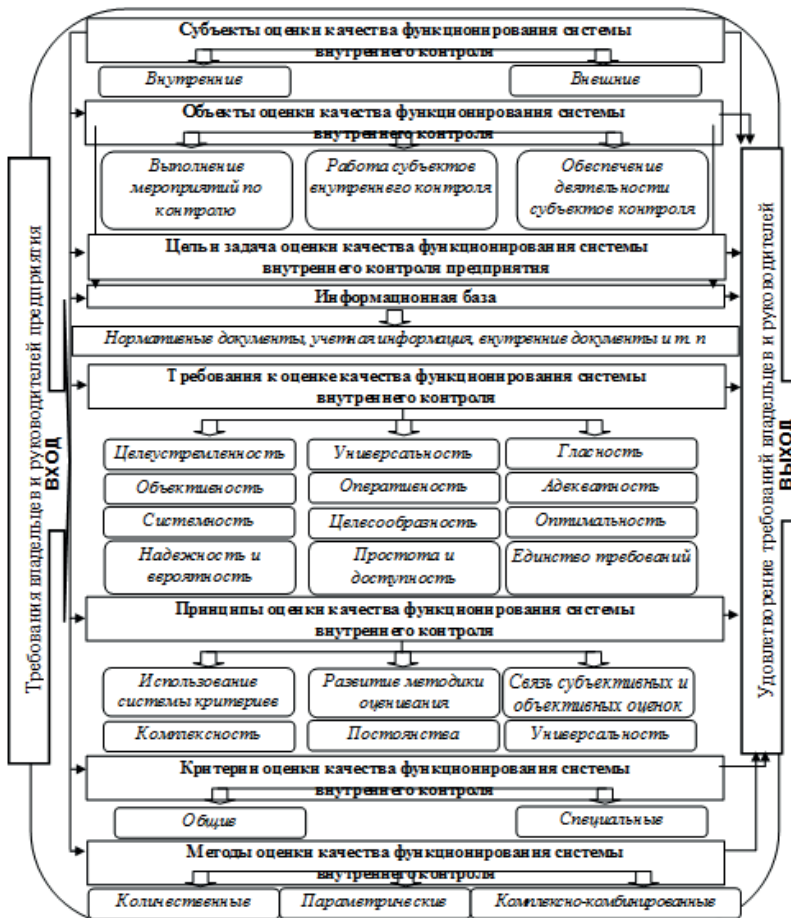 Субъекты оценки качества функционирования системы
внутреннего контроля
Внутренние
Внешние
Объекты оценки качества функционирования системы
внутреннего контроля
Выполнение
мероприятий по
контролю
Работа субъектов
внутреннего контроля
Обеспечение
деятельности
субъектов контроля
Цель и задача оценки качества функционирования системы
внутреннего контроля предприятия
Информационная база
Нормативные документы, учетная информация, внутренние документы и т. п
Требования к оценке качества функционирования системы
внутреннего контроля
Целеустремленность
Универсальность
Гласность
Объективность
Оперативность
Адекватность
Системность
Целесообразность
Оптимальность
Надежность и
вероятность
Простота и
доступность
Единство требований
Принципы оценки качества функционирования системы
внутреннего контроля
Использование
системы критериев
Развитие методики
оценивания
Связь субъективных и
объективных оценок
Комплексность
Постоянства
Универсальность
Критерии оценки качества функционирования системы
внутреннего контроля
Общие
Специальные
Методы оценки качества функционирования системы
внутреннего контроля
Количественные
Параметрические
Комплексно-комбинированные
Требования владельцев и руководителей предприятия
ВХОД
Удовлетворение требований владельцев и руководителей
ВЫХОД